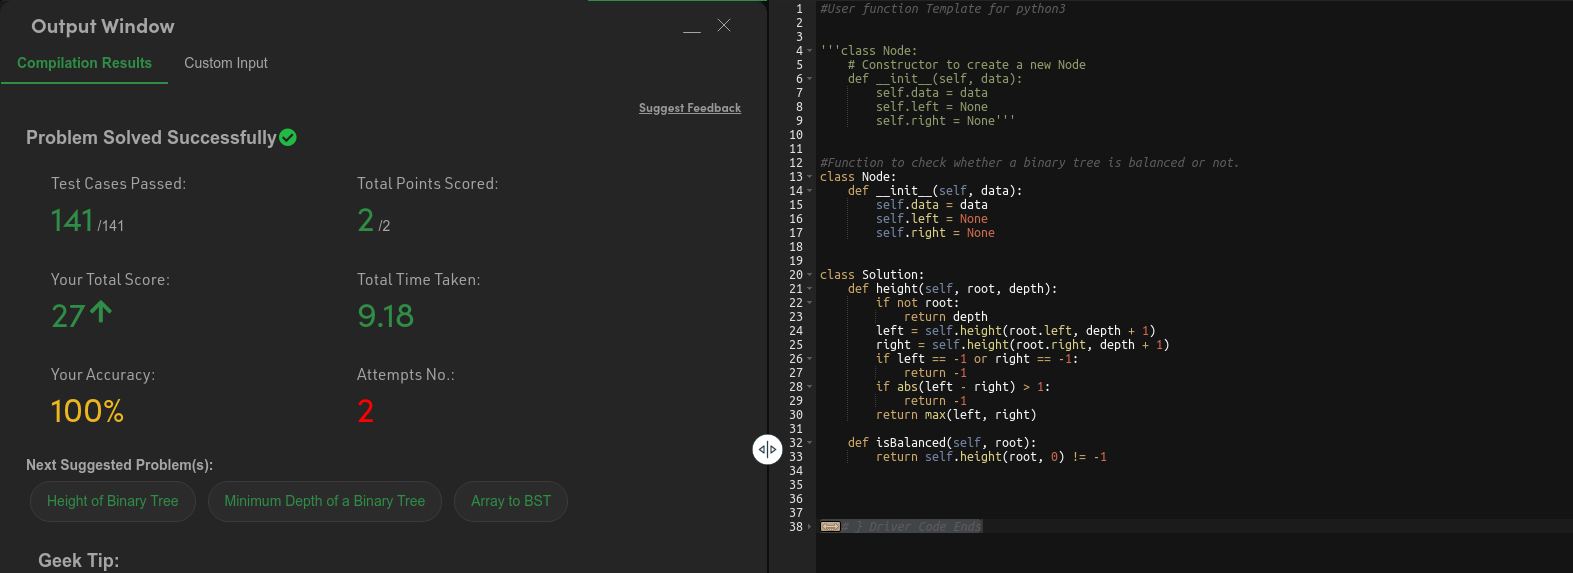 Output Window
Compilation Results
Custom Input
Suggest Feedback
Problem Solved Successfully
Test Cases Passed:
141 /141
Total Points Scored:
2 /2
Your Total Score:
27
Total Time Taken:
9.18
Your Accuracy:
100%
Attempts No.:
2
Next Suggested Problem(s):
Height of Binary Tree
Minimum Depth of a Binary Tree
Array to BST
Geek Tip:
1 #User function Template for python3
2
3
4 '''class Node:
5     # Constructor to create a new Node
6     def __init__(self, data):
7         self.data = data
8         self.left = None
9         self.right = None'''
10
11
12 #Function to check whether a binary tree is balanced or not.
13 class Node:
14     def __init__(self, data):
15         self.data = data
16         self.left = None
17         self.right = None
18
19
20 class Solution:
21     def height(self, root, depth):
22         if not root:
23             return depth
24         left = self.height(root.left, depth + 1)
25         right = self.height(root.right, depth + 1)
26         if left == -1 or right == -1:
27             return -1
28         if abs(left - right) > 1:
29             return -1
30         return max(left, right)
31
32     def isBalanced(self, root):
33         return self.height(root, 0) != -1
34
35
36
37
38 # } Driver Code Ends